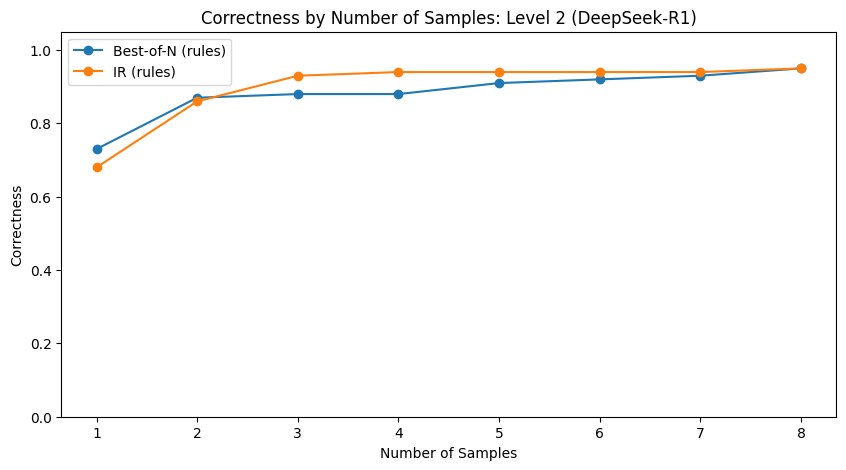 Correctness by Number of Samples: Level 2 (DeepSeek-R1)
Best-of-N (rules)
IR (rules)
1.0
0.8
0.6
0.4
0.2
0.0
Correctness
1 2 3 4 5 6 7 8
Number of Samples